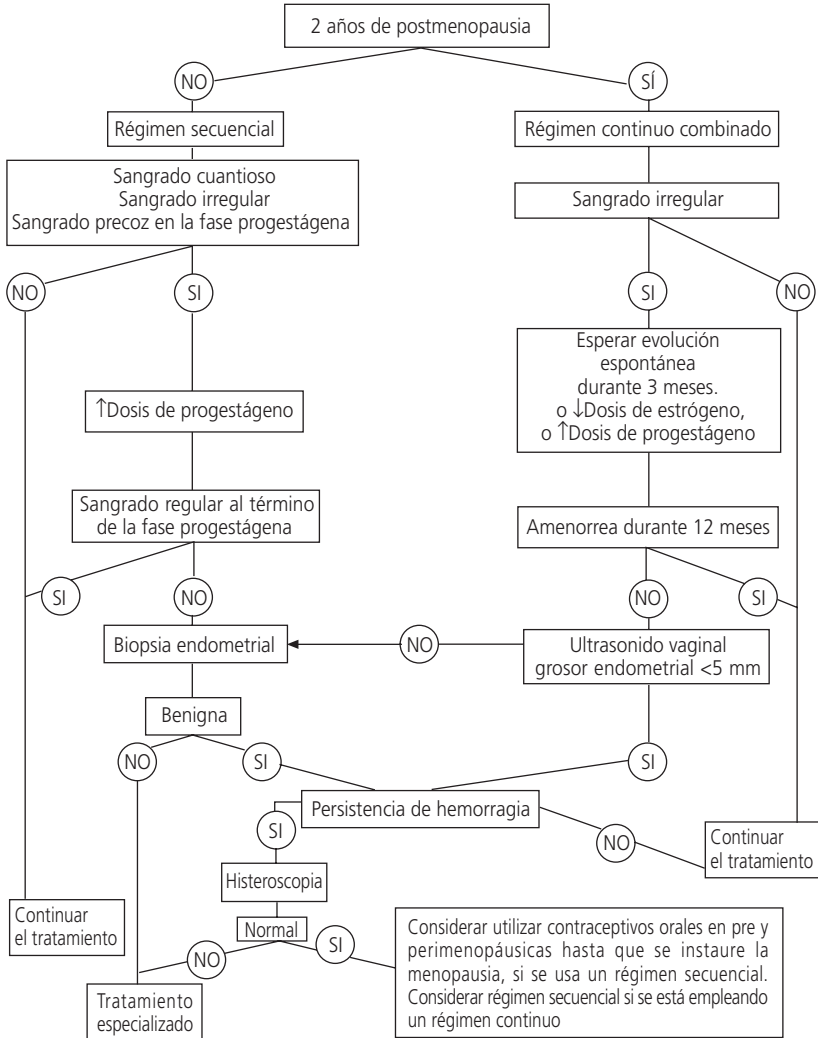 2 años de postmenopausia
NO
SÍ
Régimen secuencial
Régimen continuo combinado
Sangrado cuantioso
Sangrado irregular
Sangrado precoz en la fase progestágena
Sangrado irregular
NO
SI
SI
NO
Esperar evolución
espontánea
durante 3 meses.
o ↓Dosis de estrógeno,
o ↑Dosis de progestágeno
↑Dosis de progestágeno
Sangrado regular al término
de la fase progestágena
Amenorrea durante 12 meses
SI
NO
NO
SI
Biopsia endometrial
NO
Ultrasonido vaginal
grosor endometrial <5 mm
Benigna
NO
SI
SI
Persistencia de hemorragia
SI
NO
Continuar
el tratamiento
Histeroscopia
Normal
Continuar
el tratamiento
NO
SI
Considerar utilizar contraceptivos orales en pre y
perimenopáusicas hasta que se instaure la
menopausia, si se usa un régimen secuencial.
Considerar régimen secuencial si se está empleando
un régimen continuo
Tratamiento
especializado